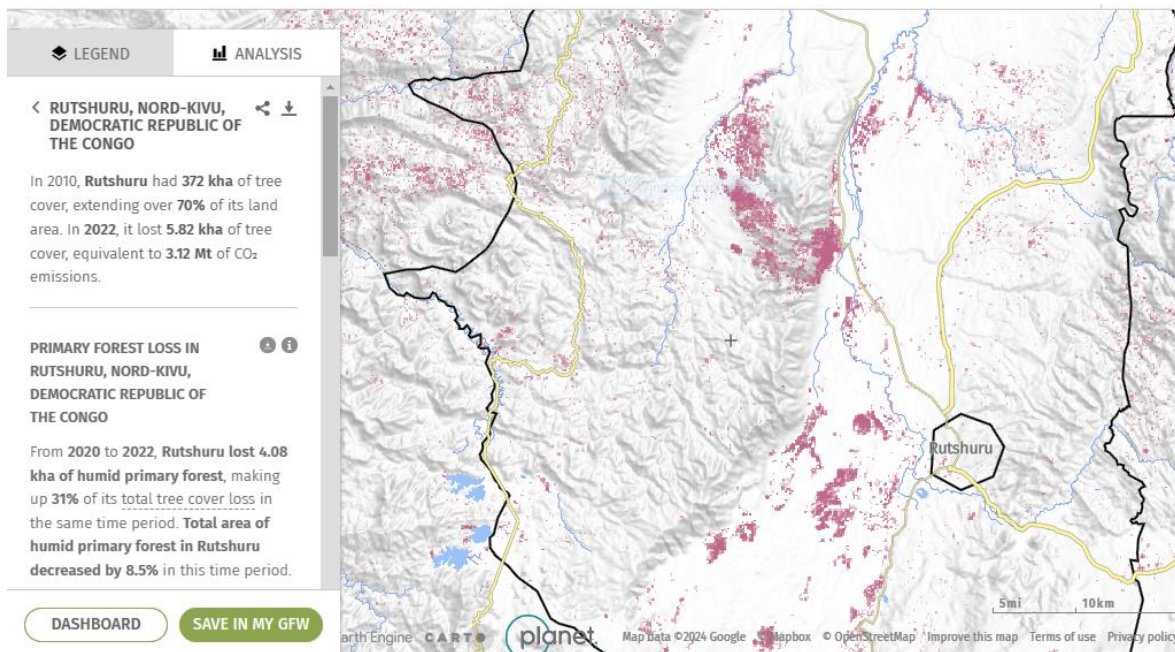 LEGEND
ANALYSIS
RUTSHURU, NORD-KIVU,
DEMOCRATIC REPUBLIC OF
THE CONGO
In 2010, Rutshuru had 372 kha of tree
cover, extending over 70% of its land
area. In 2022, it lost 5.82 kha of tree
cover, equivalent to 3.12 Mt of CO₂
emissions.
PRIMARY FOREST LOSS IN
RUTSHURU, NORD-KIVU,
DEMOCRATIC REPUBLIC OF
THE CONGO
From 2020 to 2022, Rutshuru lost 4.08
kha of humid primary forest, making
up 31% of its total tree cover loss in
the same time period. Total area of
humid primary forest in Rutshuru
decreased by 8.5% in this time period.
DASHBOARD
SAVE IN MY GFW
Rutshuru
5mi
10km
arth Engine
CARTO
planet.
Map Data ©2024 Google
© Mapbox
© OpenStreetMap
Improve this map
Terms of use
Privacy policy